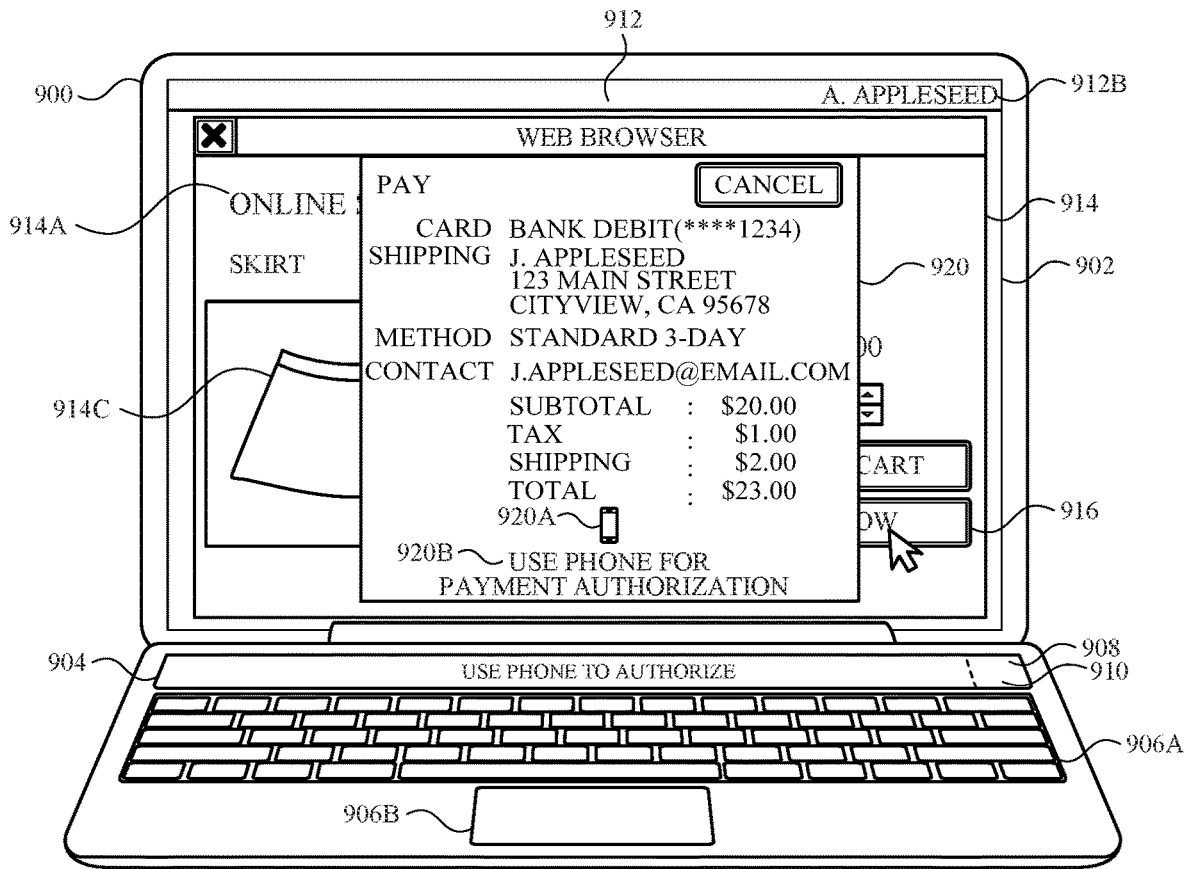 912
900
A. APPLESEED
912B
WEB BROWSER
PAY
CANCEL
914A
ONLINE
914
CARD BANK DEBIT(****1234)
SKIRT
SHIPPING J. APPLESEED
920
902
123 MAIN STREET
CITYVIEW, CA 95678
METHOD STANDARD 3-DAY
00
CONTACT J.APPLESEED@EMAIL.COM
914C
SUBTOTAL : $20.00
TAX : $1.00
SHIPPING : $2.00
CART
TOTAL : $23.00
920A
916
OW
920B
USE PHONE FOR
PAYMENT AUTHORIZATION
904
USE PHONE TO AUTHORIZE
908
910
906A
906B